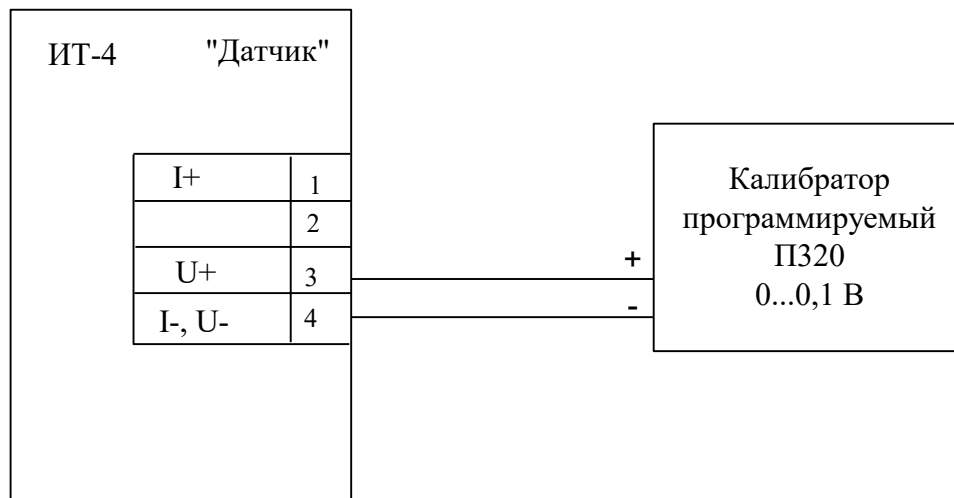 ИТ-4 "Датчик"
I+ 1
2
U+ 3
I-, U- 4
+
-
Калибратор
программируемый
П320
0...0,1 В